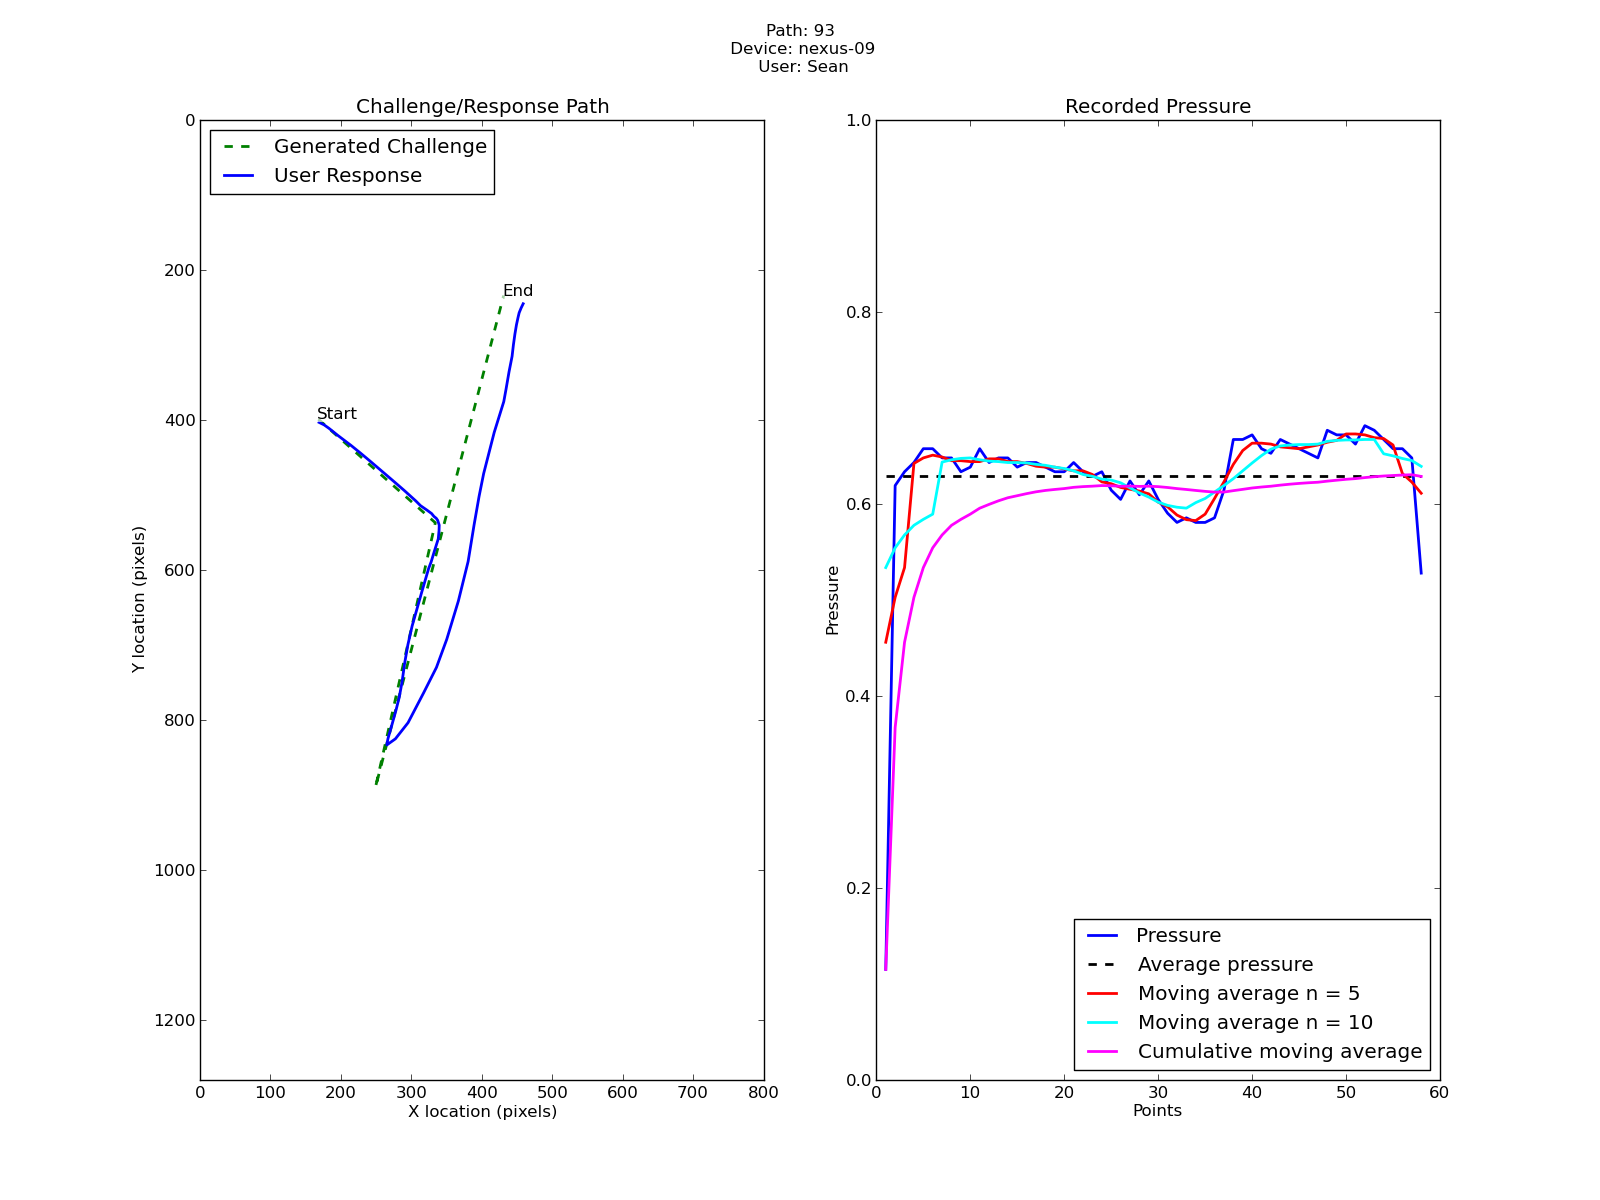 Path: 93
Device: nexus-09
User: Sean
Challenge/Response Path
0
200
400
600
800
1000
1200
Y location (pixels)
Generated Challenge
User Response
End
Start
0 100 200 300 400 500 600 700 800
X location (pixels)
Recorded Pressure
1.0
0.8
0.6
0.4
0.2
0.0
Pressure
Pressure
Average pressure
Moving average n = 5
Moving average n = 10
Cumulative moving average
0 10 20 30 40 50 60
Points